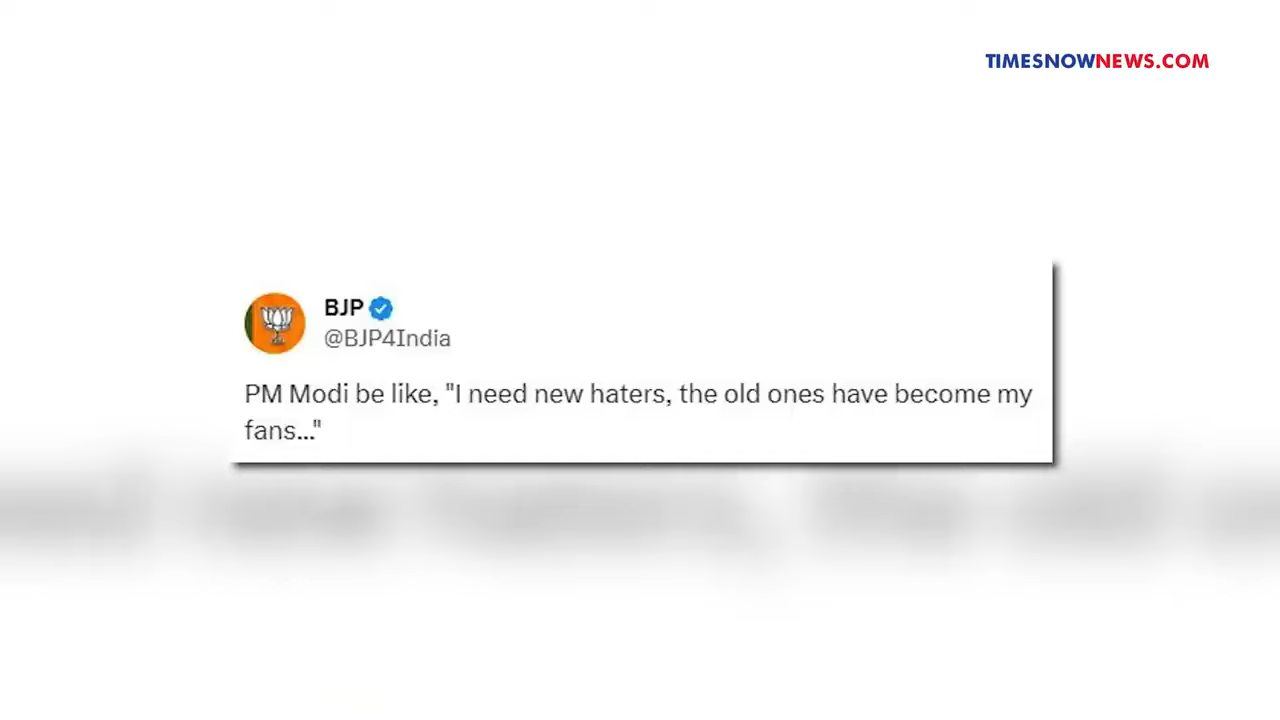 TIMESNOWNEWS.COM
BJP
@BJP4India
PM Modi be like, "I need new haters, the old ones have become my
fans..."